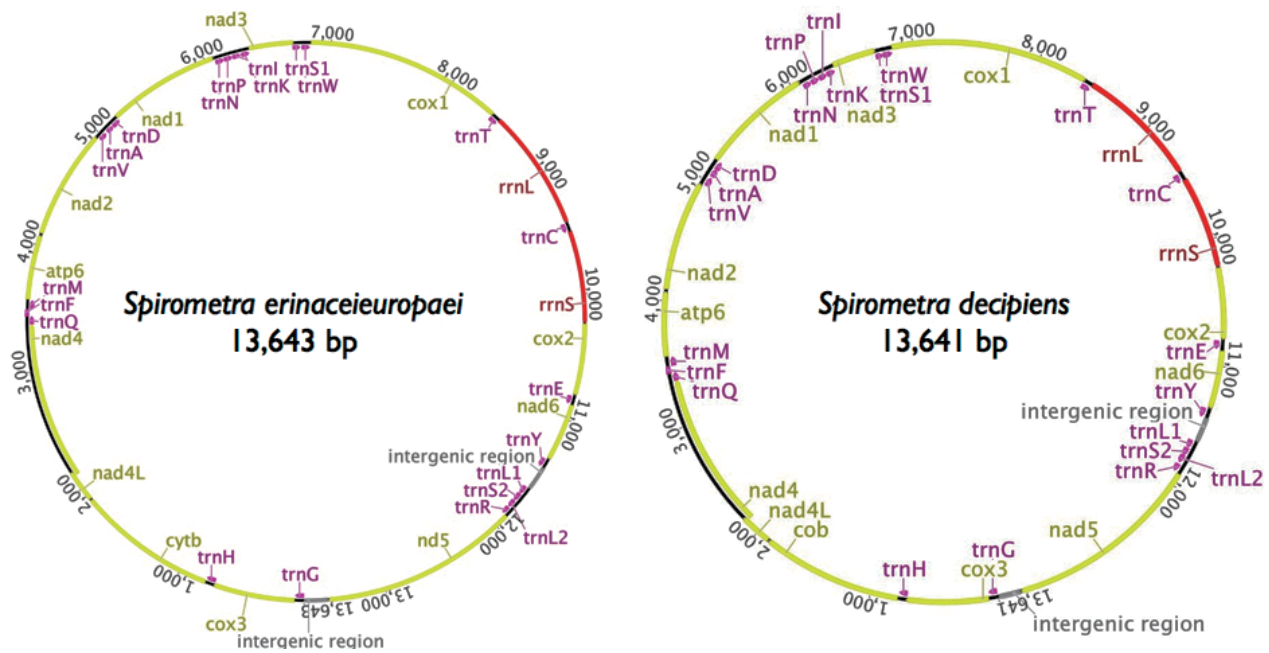 nad3
7,000
6,000
trnI
trnS1
trnP
trnK
trnW
trnN
8,000
cox1
nad1
trnT
5,000
trnD
trnA
trnV
9,000
rrnL
nad2
trnC
4,000
atp6
trnM
trnF
trnQ
nad4
Spirometra erinaceieuropaei
13,643 bp
10,000
rrnS
cox2
3,000
trnE
nad6
11,000
trnY
intergenic region
trnL1
trnS2
trnR
12,000
trnL2
nad4L
2,000
cytb
nd5
trnH
1,000
trnG
13,000
13,643
cox3
intergenic region
trnI
trnP
7,000
8,000
6,000
trnW
cox1
trnK
trnS1
trnN
nad3
trnT
nad1
9,000
rrnL
5,000
trnD
trnA
trnV
trnC
10,000
nad2
rrnS
4,000
atp6
Spirometra decipiens
13,641 bp
cox2
trnE
11,000
nad6
trnM
trnF
trnQ
trnY
intergenic region
3,000
trnL1
trnS2
trnR
trnL2
12,000
nad4
nad4L
2,000
cob
nad5
trnG
trnH
cox3
1,000
13,641
intergenic region